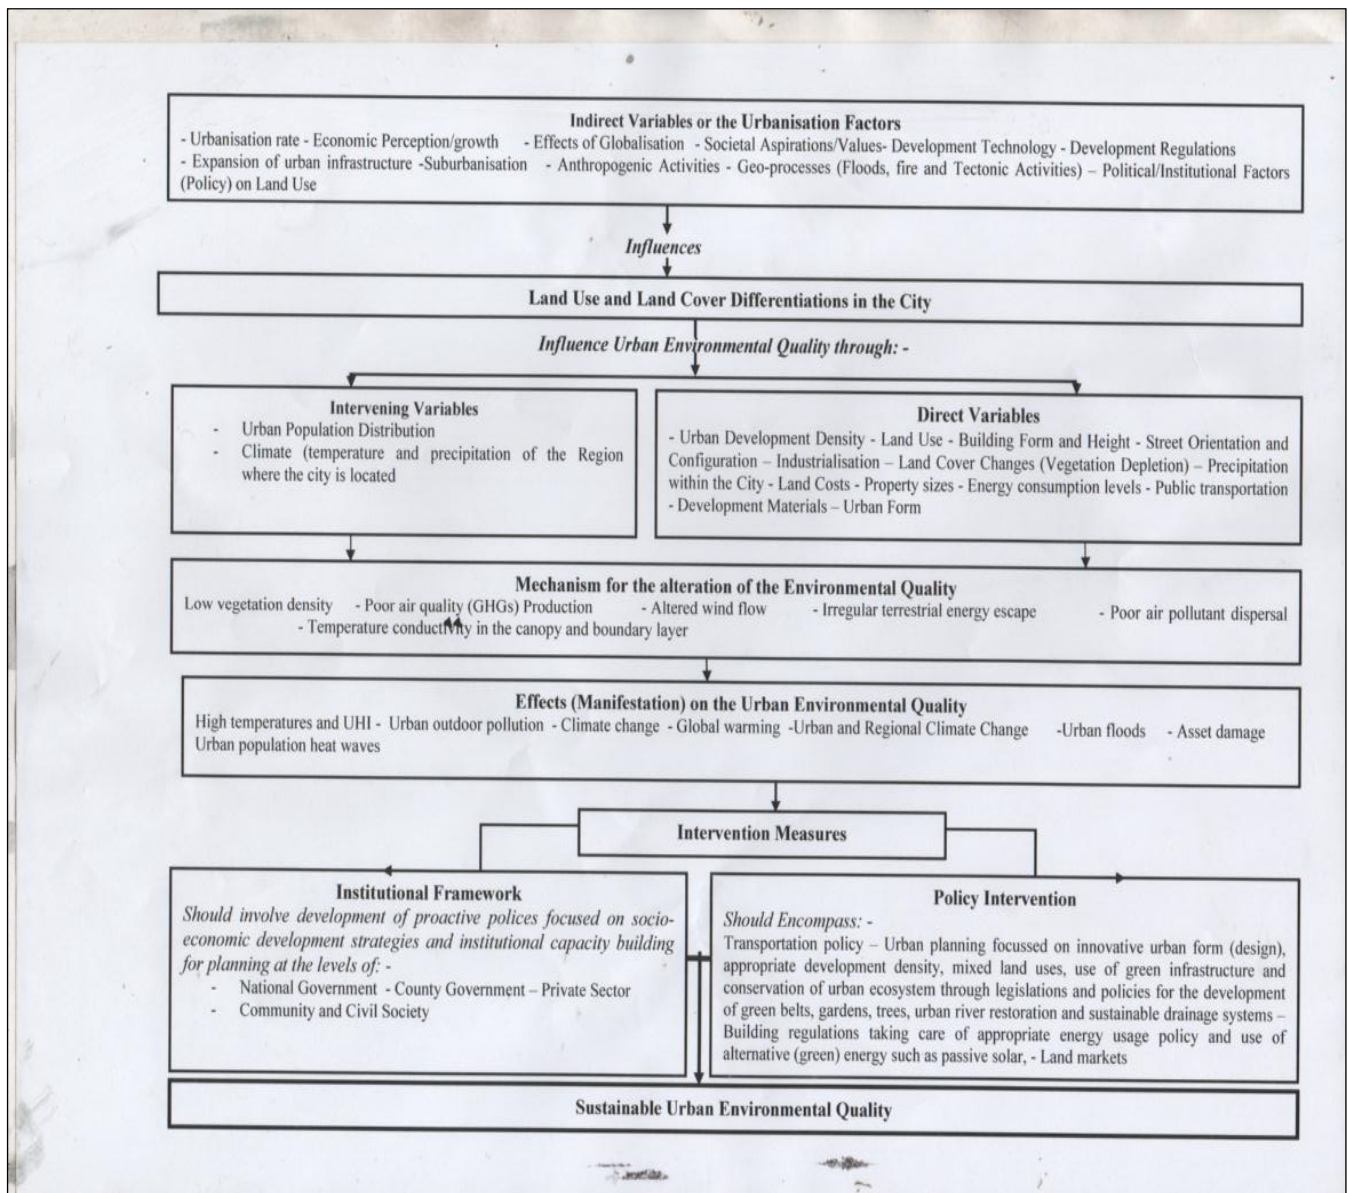 Indirect Variables or the Urbanisation Factors
- Urbanisation rate - Economic Perception/growth - Effects of Globalisation - Societal Aspirations/Values- Development Technology - Development Regulations
- Expansion of urban infrastructure -Suburbanisation - Anthropogenic Activities - Geo-processes (Floods, fire and Tectonic Activities) – Political/Institutional Factors
(Policy) on Land Use
Influences
Land Use and Land Cover Differentiations in the City
Influence Urban Environmental Quality through: -
Intervening Variables
- Urban Population Distribution
- Climate (temperature and precipitation of the Region
where the city is located
Direct Variables
- Urban Development Density - Land Use - Building Form and Height - Street Orientation and
Configuration – Industrialisation – Land Cover Changes (Vegetation Depletion) – Precipitation
within the City - Land Costs - Property sizes - Energy consumption levels - Public transportation
- Development Materials – Urban Form
Mechanism for the alteration of the Environmental Quality
Low vegetation density - Poor air quality (GHGs) Production - Altered wind flow - Irregular terrestrial energy escape - Poor air pollutant dispersal
- Temperature conductivity in the canopy and boundary layer
Effects (Manifestation) on the Urban Environmental Quality
High temperatures and UHI - Urban outdoor pollution - Climate change - Global warming -Urban and Regional Climate Change -Urban floods - Asset damage
Urban population heat waves
Intervention Measures
Institutional Framework
Should involve development of proactive polices focused on socio-
economic development strategies and institutional capacity building
for planning at the levels of: -
- National Government - County Government – Private Sector
- Community and Civil Society
Policy Intervention
Should Encompass: -
Transportation policy – Urban planning focussed on innovative urban form (design),
appropriate development density, mixed land uses, use of green infrastructure and
conservation of urban ecosystem through legislations and policies for the development
of green belts, gardens, trees, urban river restoration and sustainable drainage systems –
Building regulations taking care of appropriate energy usage policy and use of
alternative (green) energy such as passive solar, - Land markets
Sustainable Urban Environmental Quality